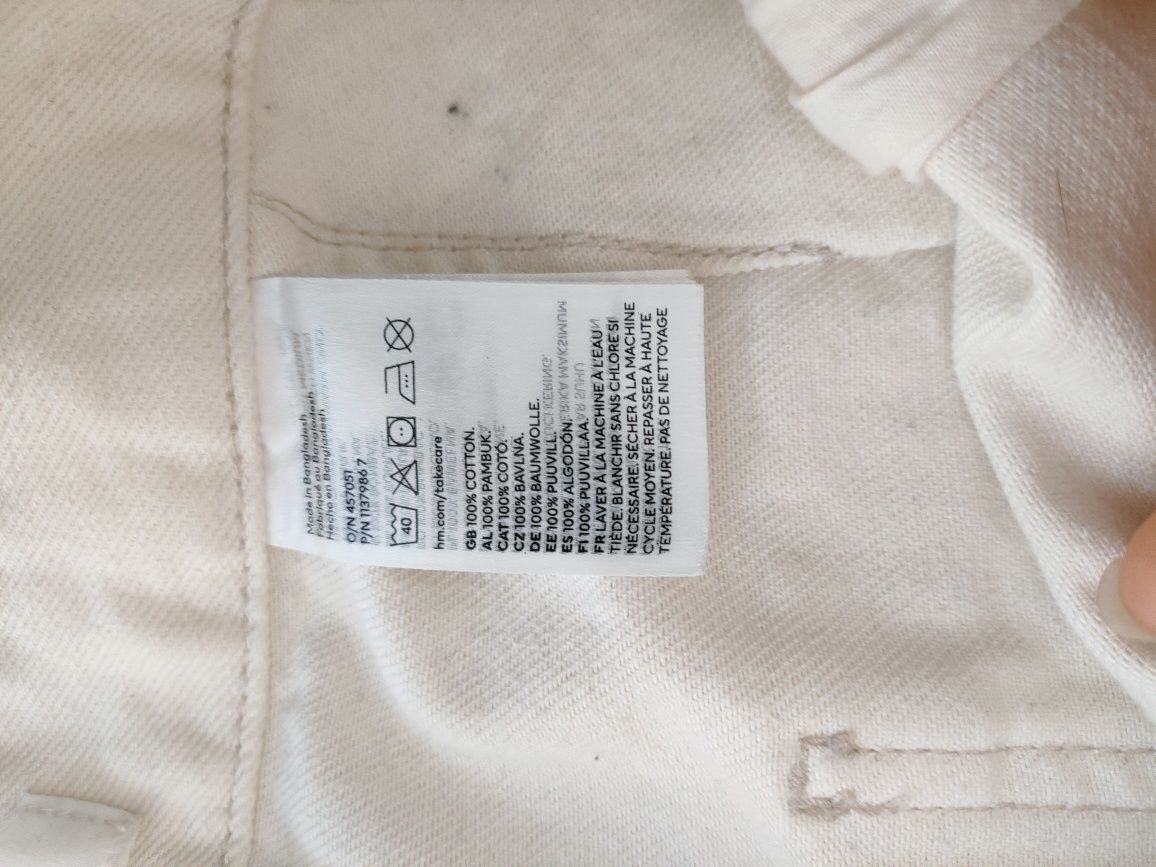 Made in Bangladesh
Fabriqué au Bangladesh
Hecho en Bangladesh
O/N 457051
P/N 11379867
40
hm.com/takecare
GB 100% COTTON.
AL 100% PAMBUK.
CAT 100% COTÓ.
CZ 100% BAVLNA.
DE 100% BAUMWOLLE.
EE 100% PUUVILL.
ES 100% ALGODÓN.
FI 100% PUUVILLAA.
FR LAVER À LA MACHINE À L'EAU
TIÈDE. BLANCHIR SANS CHLORE SI
NÉCESSAIRE. SÉCHER À LA MACHINE
CYCLE MOYEN. REPASSER À HAUTE
TEMPÉRATURE. PAS DE NETTOYAGE